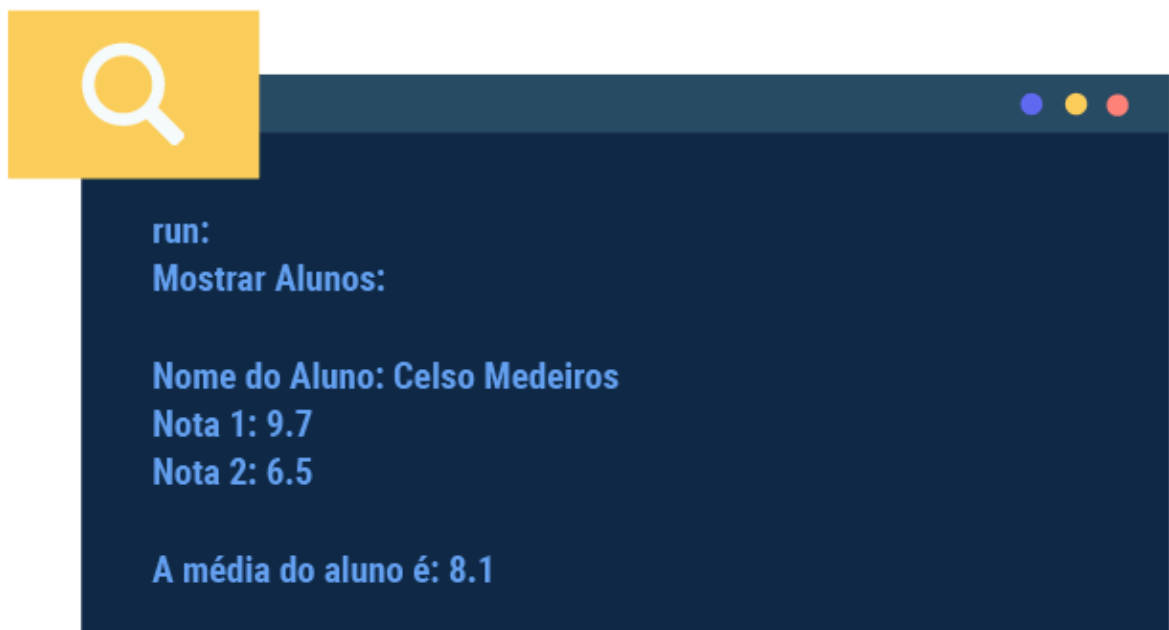 run:
Mostrar Alunos:
Nome do Aluno: Celso Medeiros
Nota 1: 9.7
Nota 2: 6.5
A média do aluno é: 8.1